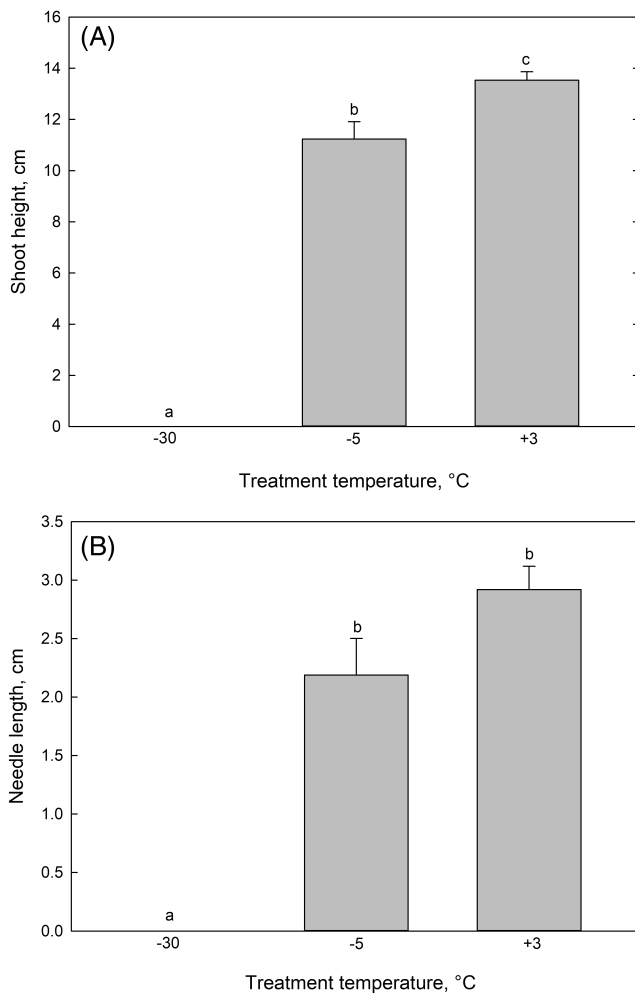 (A)
16
14
12
10
8
6
4
2
0
Shoot height, cm
a
b
c
-30 -5 +3
Treatment temperature, °C
(B)
3.5
3.0
2.5
2.0
1.5
1.0
0.5
0.0
Needle length, cm
a
b
b
-30 -5 +3
Treatment temperature, °C